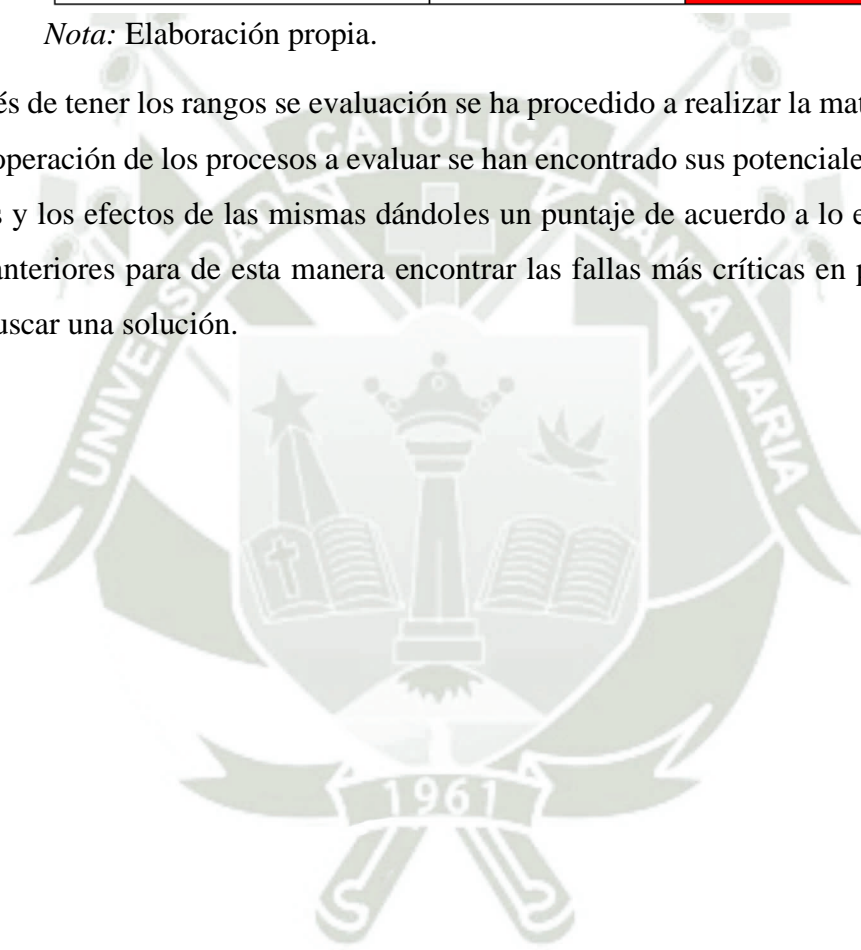 Nota: Elaboración propia.
és de tener los rangos se evaluación se ha procedido a realizar la mat
operación de los procesos a evaluar se han encontrado sus potenciale
s y los efectos de las mismas dándoles un puntaje de acuerdo a lo e
anteriores para de esta manera encontrar las fallas más críticas en p
uscar una solución.
UNIVERSIDAD CATOLICA SANTA MARIA
1961